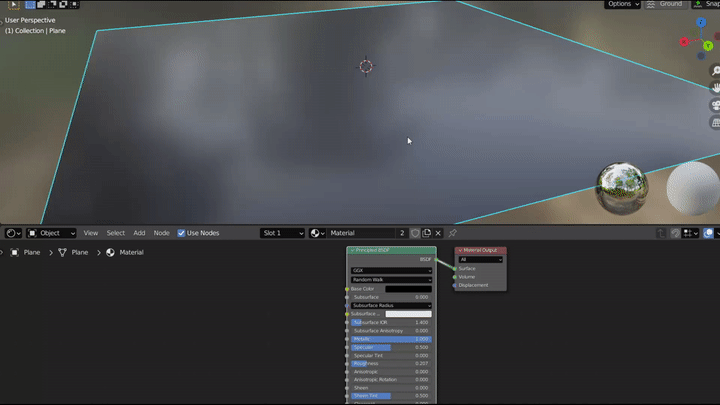 Options
Ground
Snap
User Perspective
(1) Collection | Plane
X
Y
Z
Object
View
Select
Add
Node
Use Nodes
Slot 1
Material
2
Plane
Plane
Material
Principled BSDF
BSDF
GGX
Random Walk
Base Color
Subsurface 0.000
Subsurface Radius
Subsurface ...
Subsurface IOR 1.400
Subsurface Anisotropy 0.000
Metallic 1.000
Specular 0.500
Specular Tint 0.000
Roughness 0.207
Anisotropic 0.000
Anisotropic Rotation 0.000
Sheen 0.000
Sheen Tint 0.500
Material Output
All
Surface
Volume
Displacement